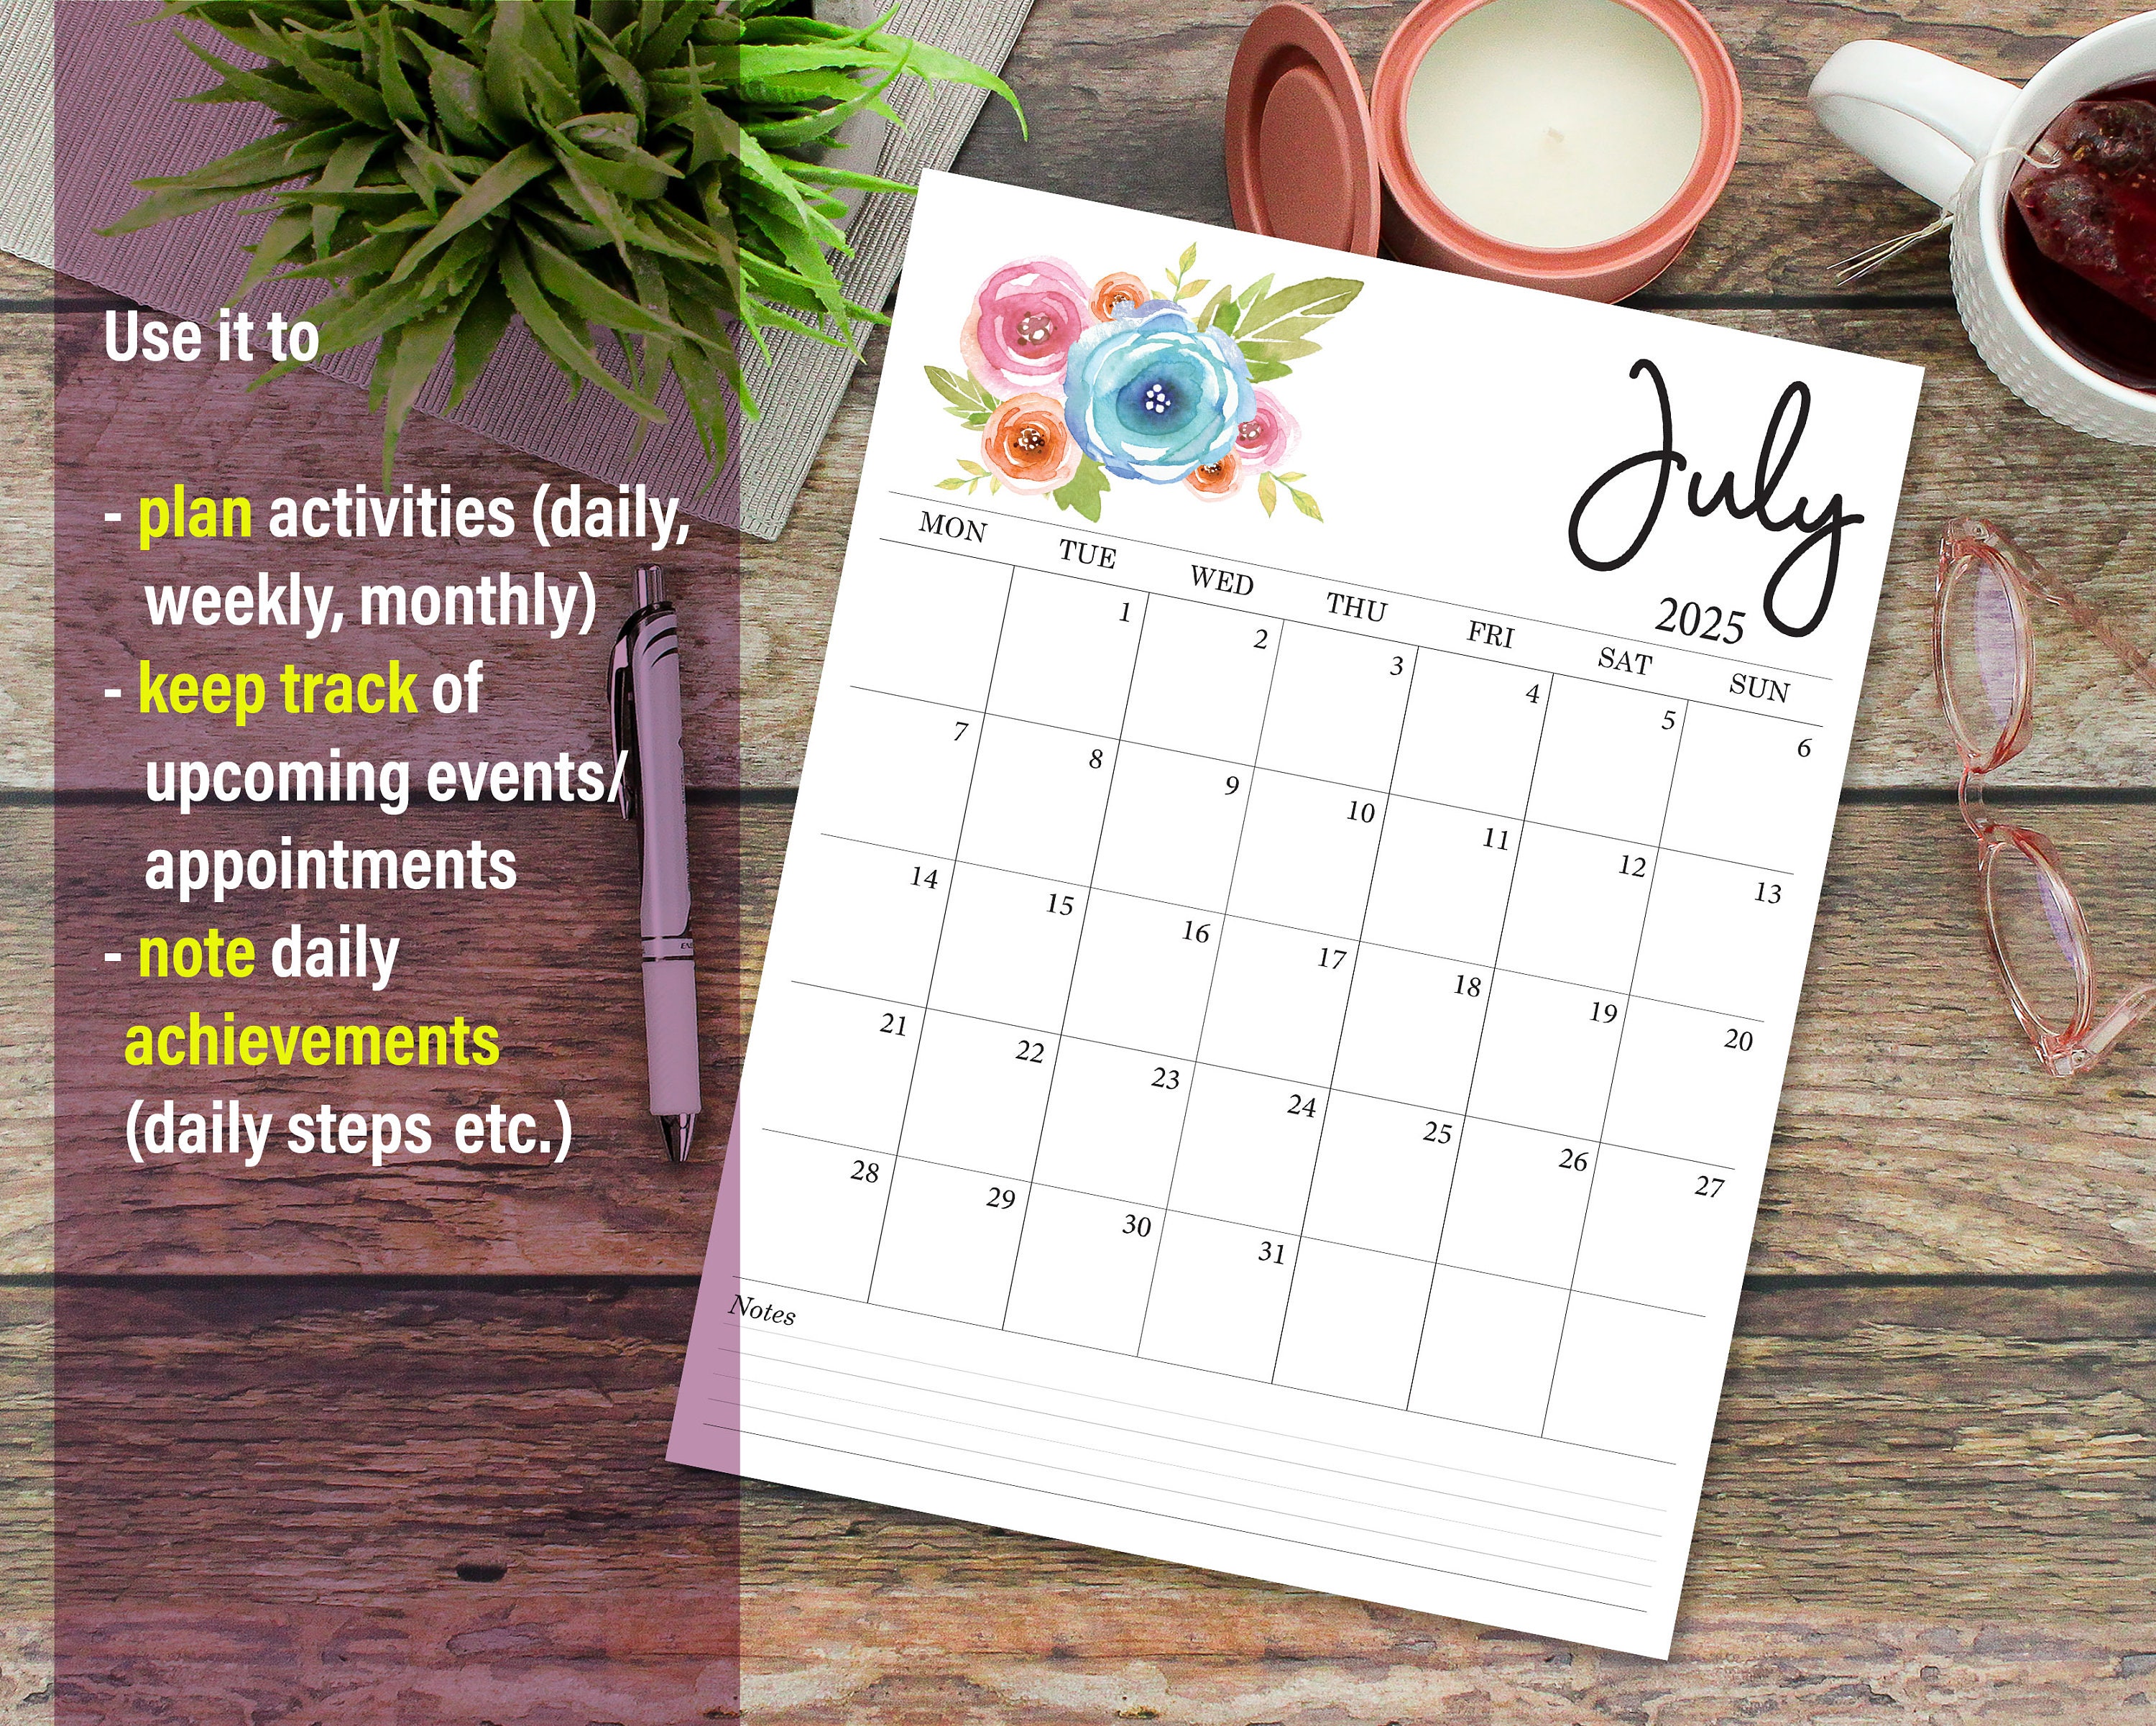 Use it to
- plan activities (daily,
weekly, monthly)
- keep track of
upcoming events/
appointments
- note daily
achievements
(daily steps etc.)
July
2025
MON TUE WED THU FRI SAT SUN
1 2 3 4 5 6
7 8 9 10 11 12 13
14 15 16 17 18 19 20
21 22 23 24 25 26 27
28 29 30 31
Notes